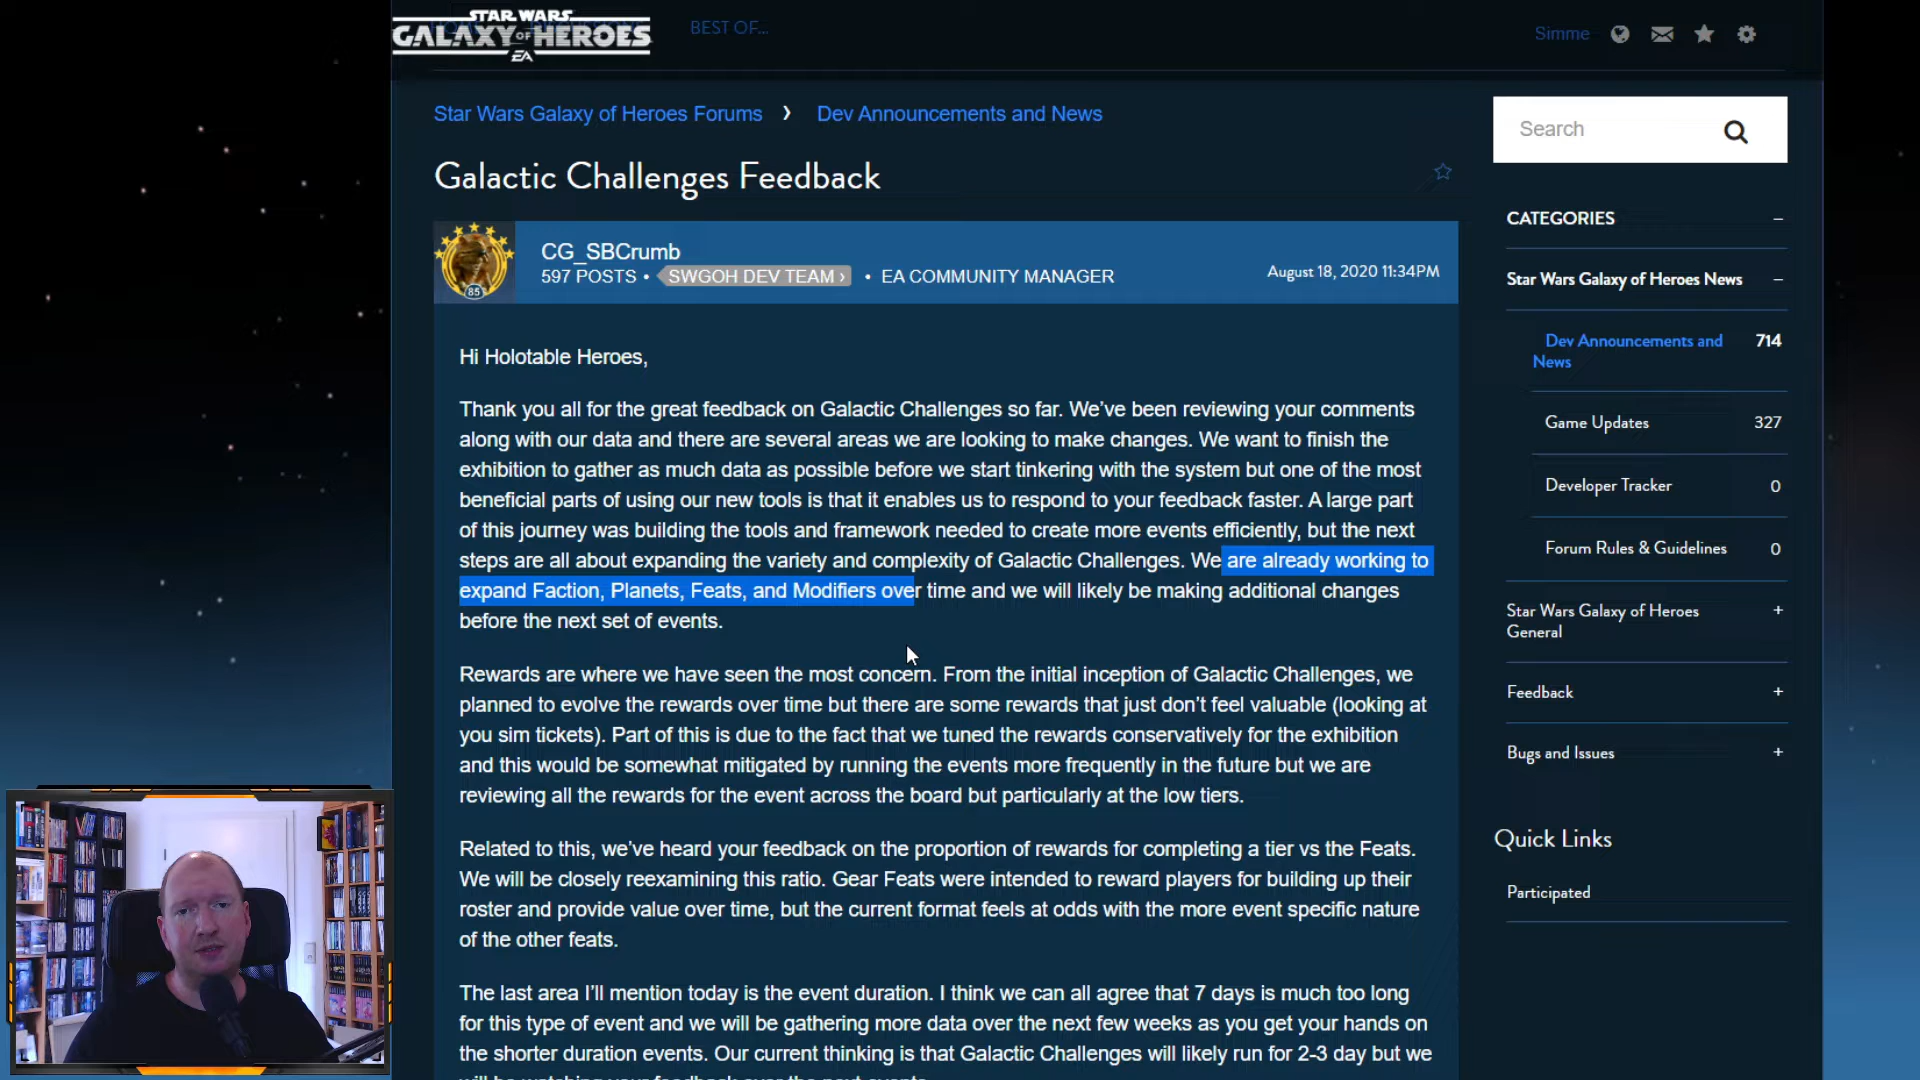 STAR WARS
GALAXY OF HEROES
EA
BEST OF...
Simme
Star Wars Galaxy of Heroes Forums › Dev Announcements and News
Search
Galactic Challenges Feedback
CG_SBCrumb
597 POSTS • SWGOH DEV TEAM › • EA COMMUNITY MANAGER
August 18, 2020 11:34PM
85
Hi Holotable Heroes,
Thank you all for the great feedback on Galactic Challenges so far. We’ve been reviewing your comments
along with our data and there are several areas we are looking to make changes. We want to finish the
exhibition to gather as much data as possible before we start tinkering with the system but one of the most
beneficial parts of using our new tools is that it enables us to respond to your feedback faster. A large part
of this journey was building the tools and framework needed to create more events efficiently, but the next
steps are all about expanding the variety and complexity of Galactic Challenges. We are already working to
expand Faction, Planets, Feats, and Modifiers over time and we will likely be making additional changes
before the next set of events.
Rewards are where we have seen the most concern. From the initial inception of Galactic Challenges, we
planned to evolve the rewards over time but there are some rewards that just don’t feel valuable (looking at
you sim tickets). Part of this is due to the fact that we tuned the rewards conservatively for the exhibition
and this would be somewhat mitigated by running the events more frequently in the future but we are
reviewing all the rewards for the event across the board but particularly at the low tiers.
Related to this, we’ve heard your feedback on the proportion of rewards for completing a tier vs the Feats.
We will be closely reexamining this ratio. Gear Feats were intended to reward players for building up their
roster and provide value over time, but the current format feels at odds with the more event specific nature
of the other feats.
The last area I’ll mention today is the event duration. I think we can all agree that 7 days is much too long
for this type of event and we will be gathering more data over the next few weeks as you get your hands on
the shorter duration events. Our current thinking is that Galactic Challenges will likely run for 2-3 day but we
CATEGORIES –
Star Wars Galaxy of Heroes News –
Dev Announcements and 714
News
Game Updates 327
Developer Tracker 0
Forum Rules & Guidelines 0
Star Wars Galaxy of Heroes +
General
Feedback +
Bugs and Issues +
Quick Links
Participated